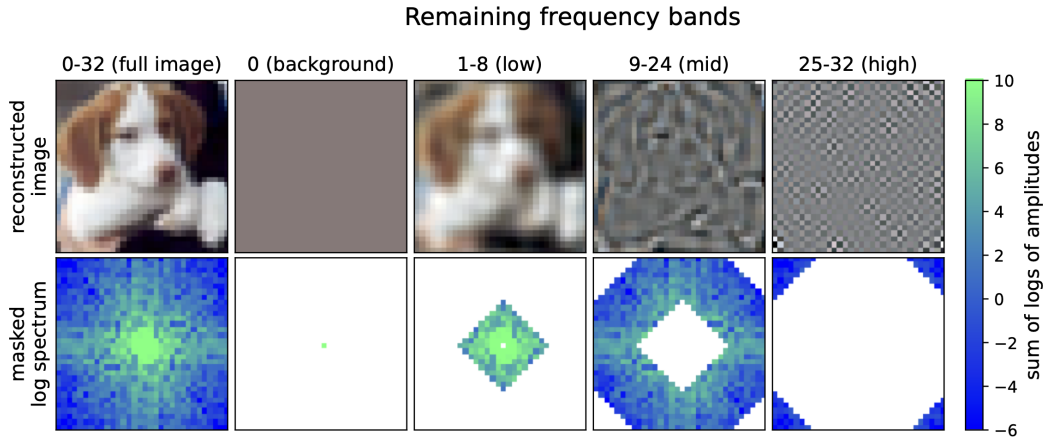 Remaining frequency bands
0-32 (full image)
0 (background)
1-8 (low)
9-24 (mid)
25-32 (high)
reconstructed
image
masked
log spectrum
10
8
6
4
2
0
−2
−4
−6
sum of logs of amplitudes